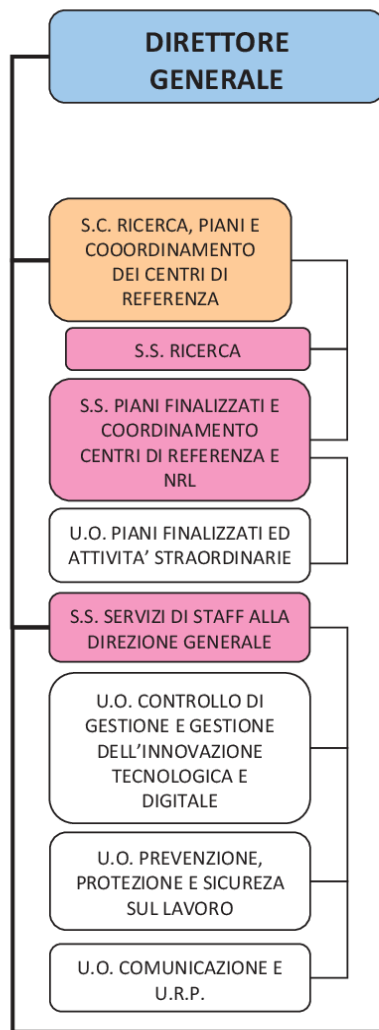 DIRETTORE
GENERALE
S.C. RICERCA, PIANI E
COOORDINAMENTO
DEI CENTRI DI
REFERENZA
S.S. RICERCA
S.S. PIANI FINALIZZATI E
COORDINAMENTO
CENTRI DI REFERENZA E
NRL
U.O. PIANI FINALIZZATI ED
ATTIVITA’ STRAORDINARIE
S.S. SERVIZI DI STAFF ALLA
DIREZIONE GENERALE
U.O. CONTROLLO DI
GESTIONE E GESTIONE
DELL’INNOVAZIONE
TECNOLOGICA E
DIGITALE
U.O. PREVENZIONE,
PROTEZIONE E SICUREZA
SUL LAVORO
U.O. COMUNICAZIONE E
U.R.P.